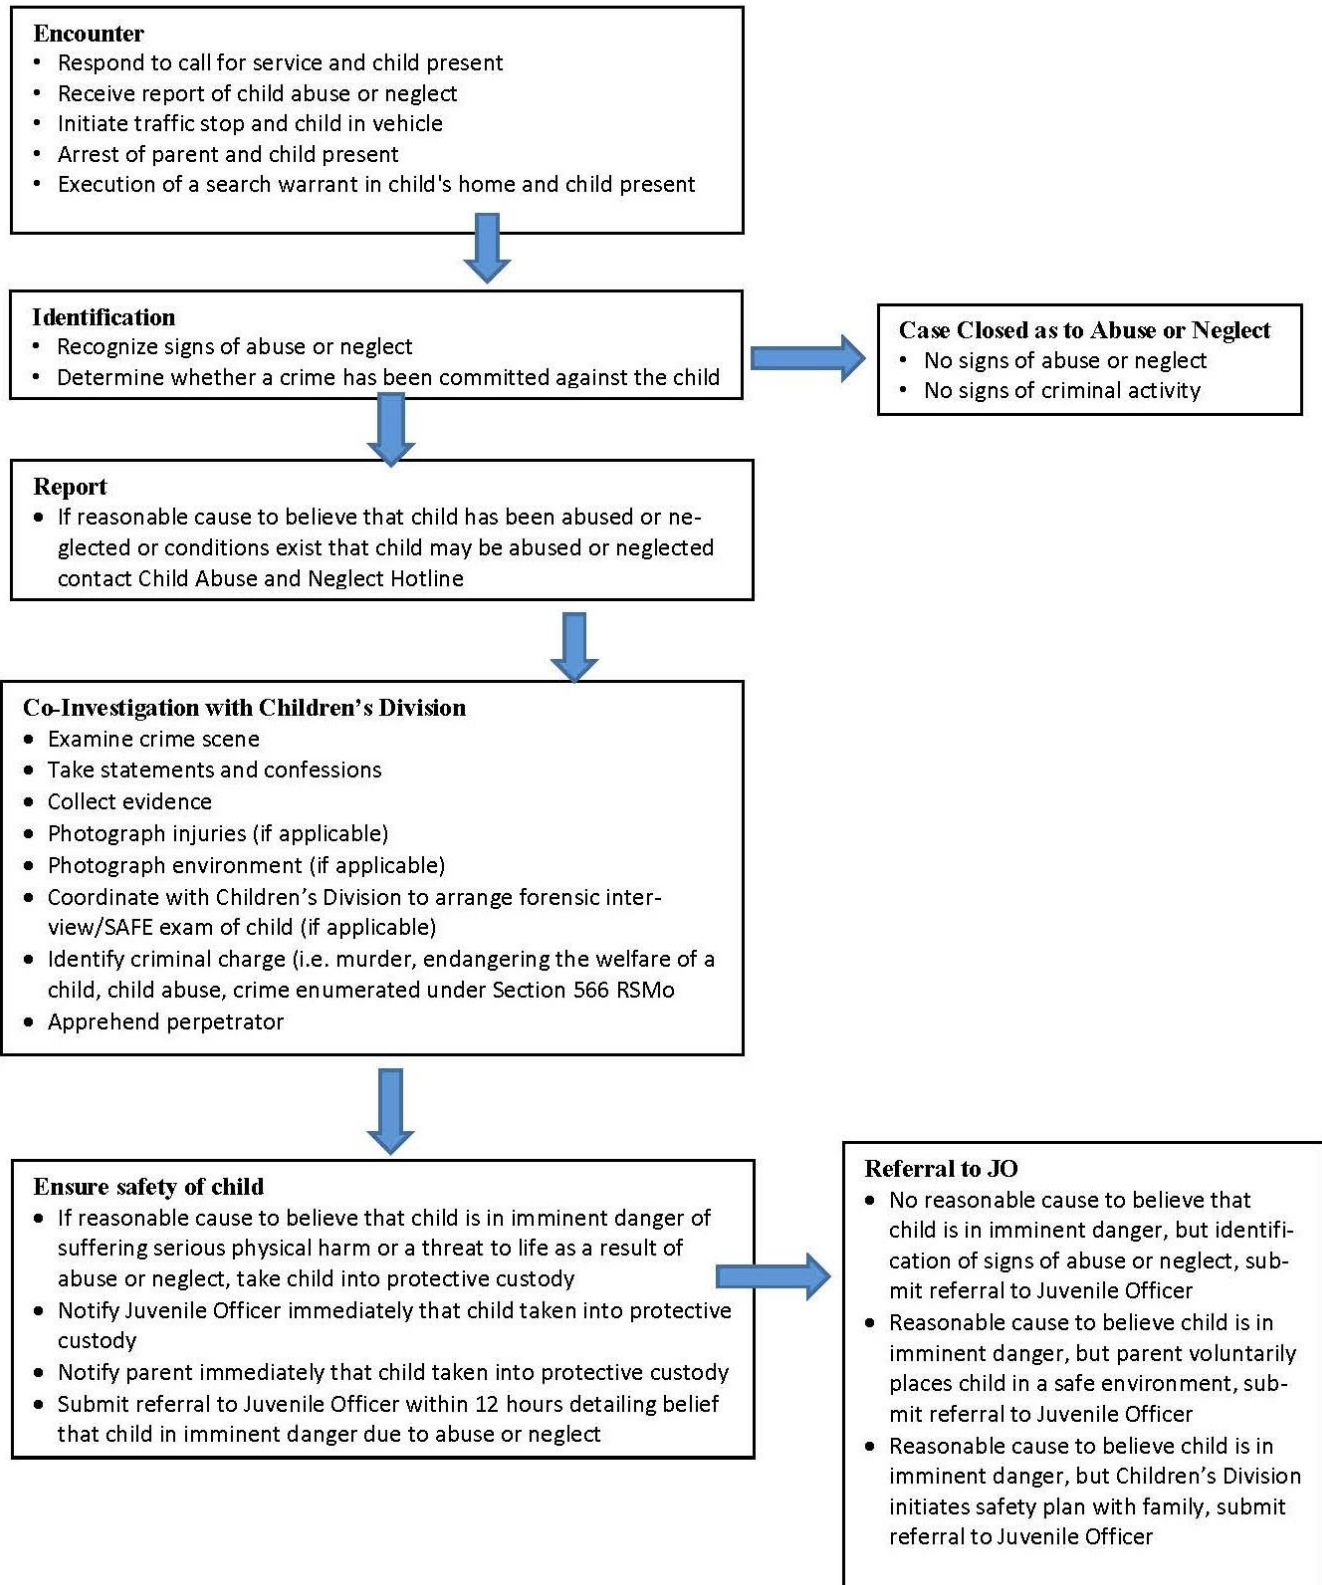 Encounter
• Respond to call for service and child present
• Receive report of child abuse or neglect
• Initiate traffic stop and child in vehicle
• Arrest of parent and child present
• Execution of a search warrant in child's home and child present
Identification
• Recognize signs of abuse or neglect
• Determine whether a crime has been committed against the child
Case Closed as to Abuse or Neglect
• No signs of abuse or neglect
• No signs of criminal activity
Report
• If reasonable cause to believe that child has been abused or ne-
glected or conditions exist that child may be abused or neglected
contact Child Abuse and Neglect Hotline
Co-Investigation with Children’s Division
• Examine crime scene
• Take statements and confessions
• Collect evidence
• Photograph injuries (if applicable)
• Photograph environment (if applicable)
• Coordinate with Children’s Division to arrange forensic inter-
view/SAFE exam of child (if applicable)
• Identify criminal charge (i.e. murder, endangering the welfare of a
child, child abuse, crime enumerated under Section 566 RSMo
• Apprehend perpetrator
Ensure safety of child
• If reasonable cause to believe that child is in imminent danger of
suffering serious physical harm or a threat to life as a result of
abuse or neglect, take child into protective custody
• Notify Juvenile Officer immediately that child taken into protective
custody
• Notify parent immediately that child taken into protective custody
• Submit referral to Juvenile Officer within 12 hours detailing belief
that child in imminent danger due to abuse or neglect
Referral to JO
• No reasonable cause to believe that
child is in imminent danger, but identifi-
cation of signs of abuse or neglect, sub-
mit referral to Juvenile Officer
• Reasonable cause to believe child is in
imminent danger, but parent voluntarily
places child in a safe environment, sub-
mit referral to Juvenile Officer
• Reasonable cause to believe child is in
imminent danger, but Children’s Division
initiates safety plan with family, submit
referral to Juvenile Officer